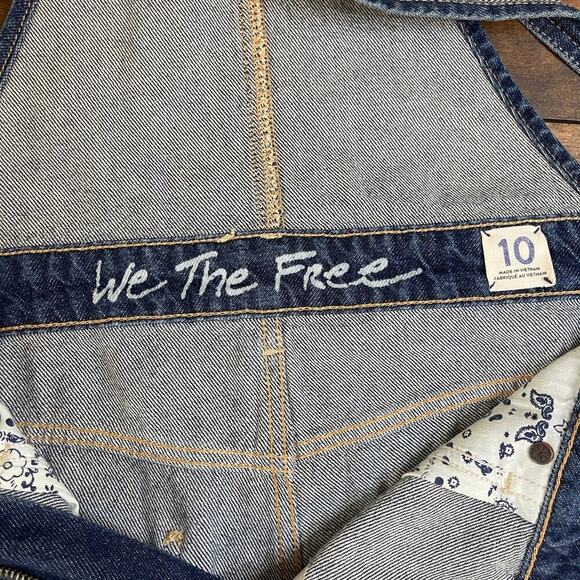 We The Free
10
MADE IN VIETNAM
FABRIQUÉ AU VIETNAM